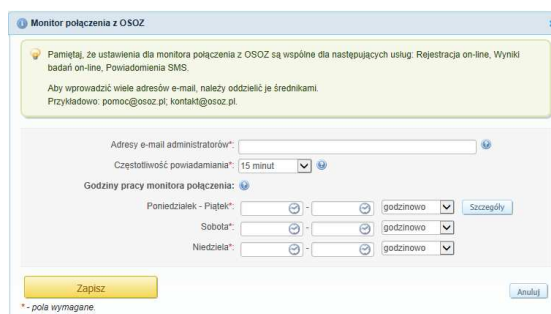 Monitor połączenia z OSOZ
Pamiętaj, że ustawienia dla monitora połączenia z OSOZ są wspólne dla następujących usług: Rejestracja on-line, Wyniki
badań on-line, Powiadomienia SMS.
Aby wprowadzić wiele adresów e-mail, należy oddzielić je średnikami.
Przykładowo: pomoc@osoz.pl; kontakt@osoz.pl.
Adresy e-mail administratorów*:
Częstotliwość powiadamiania*: 15 minut
Godziny pracy monitora połączenia:
Poniedziałek - Piątek*: - godzinowo Szczegóły
Sobota*: - godzinowo
Niedziela*: - godzinowo
Zapisz Anuluj
* - pola wymagane.